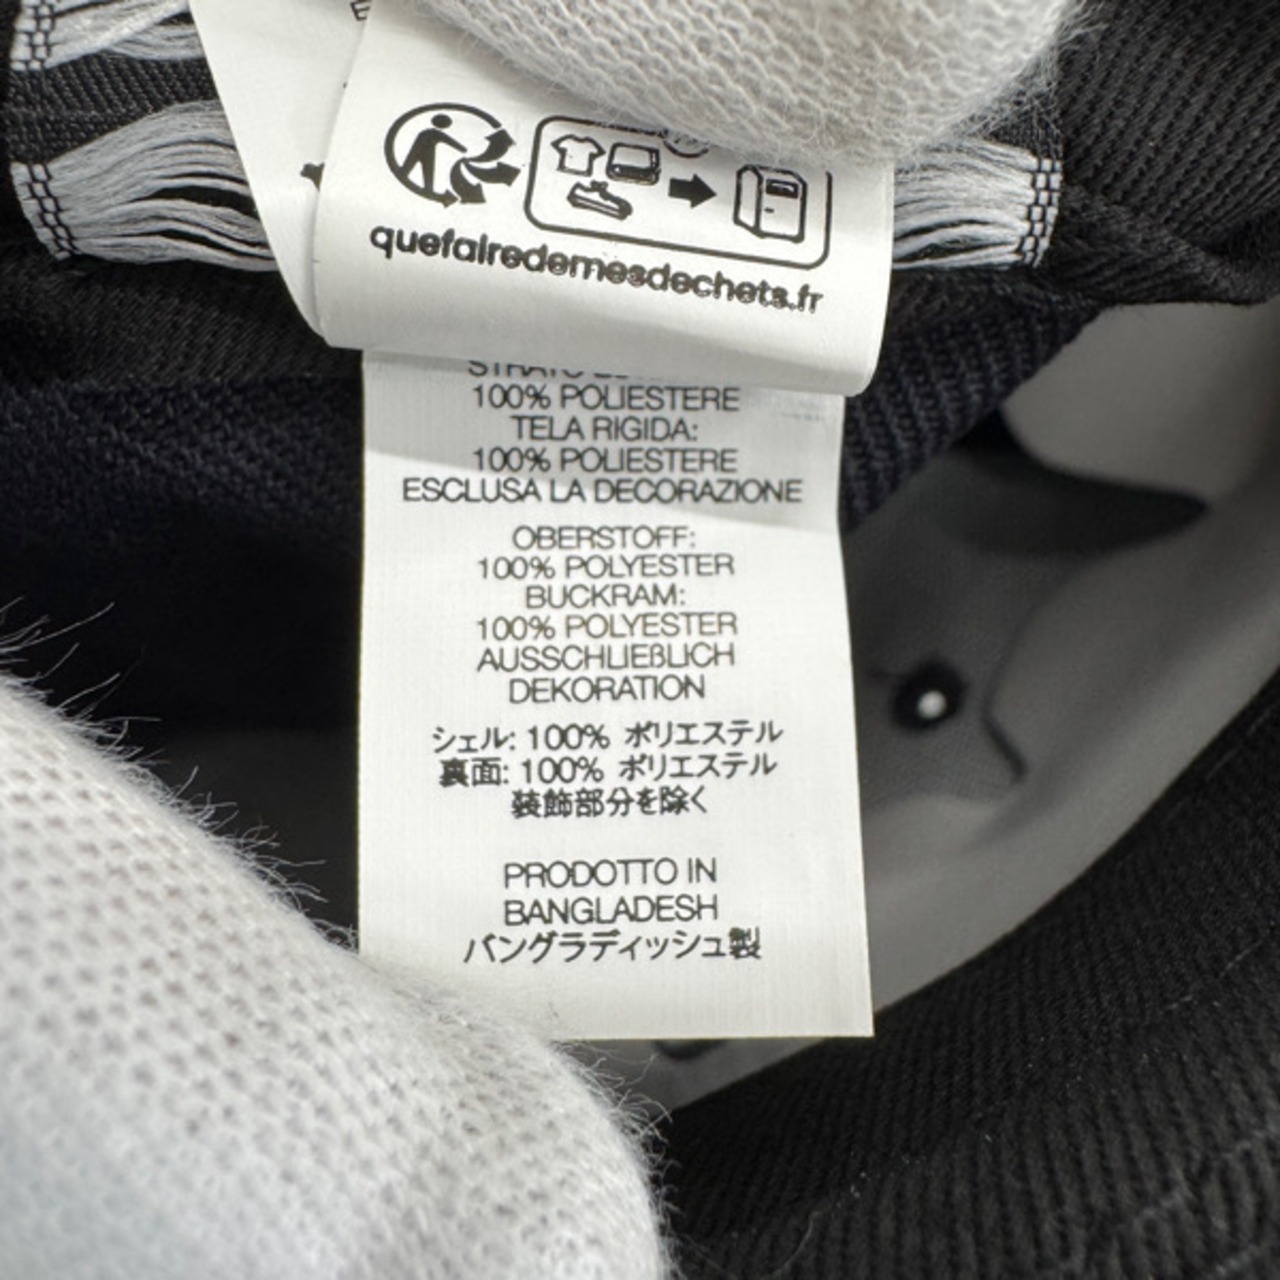 quefairedemesdechets.fr
STRATO
100% POLIESTERE
TELA RIGIDA:
100% POLIESTERE
ESCLUSA LA DECORAZIONE
OBERSTOFF:
100% POLYESTER
BUCKRAM:
100% POLYESTER
AUSSCHLIEßLICH
DEKORATION
シェル: 100% ポリエステル
裏面: 100% ポリエステル
装飾部分を除く
PRODOTTO IN
BANGLADESH
バングラディッシュ製